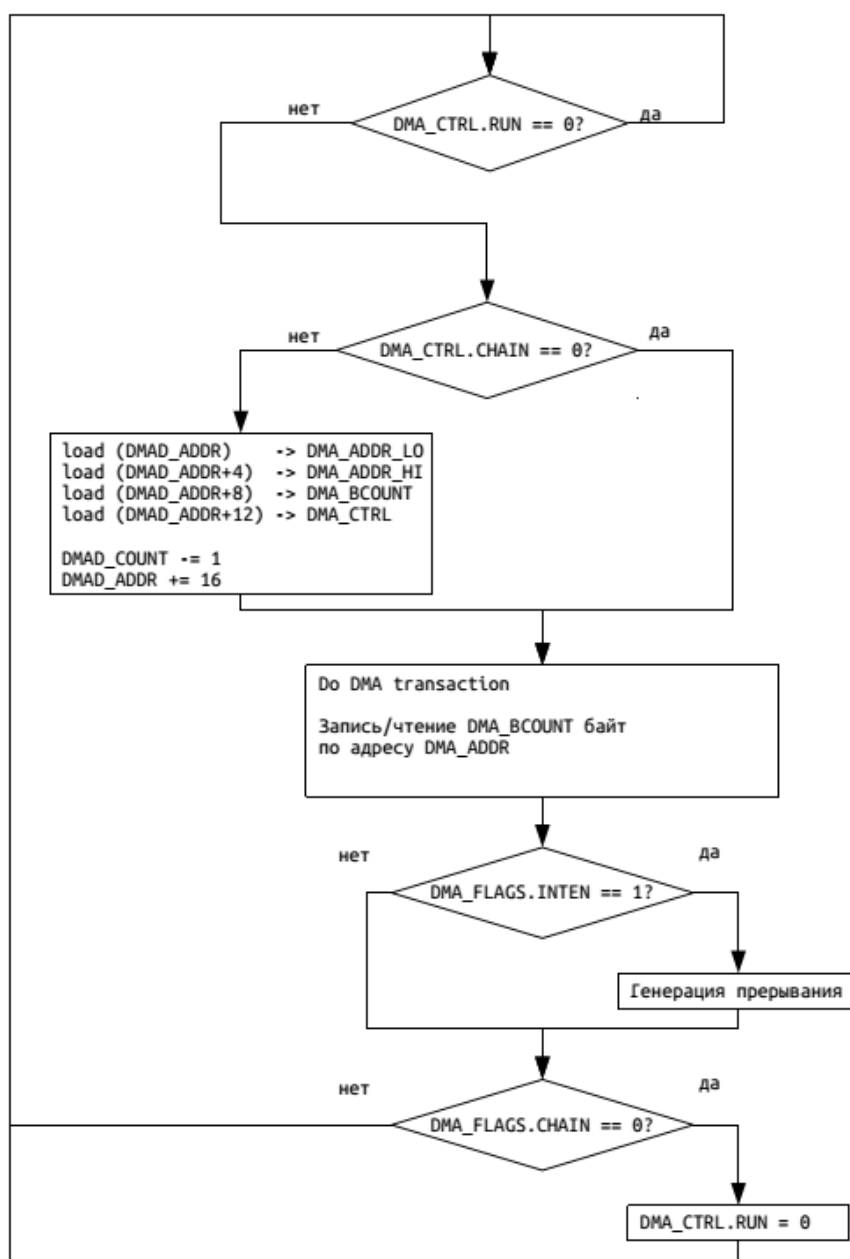 DMA_CTRL.RUN == 0?
нет
да
DMA_CTRL.CHAIN == 0?
нет
да
load (DMAD_ADDR) -> DMA_ADDR_LO
load (DMAD_ADDR+4) -> DMA_ADDR_HI
load (DMAD_ADDR+8) -> DMA_BCOUNT
load (DMAD_ADDR+12) -> DMA_CTRL
DMAD_COUNT -= 1
DMAD_ADDR += 16
Do DMA transaction
Запись/чтение DMA_BCOUNT байт
по адресу DMA_ADDR
нет
да
DMA_FLAGS.INTEN == 1?
Генерация прерывания
нет
да
DMA_FLAGS.CHAIN == 0?
DMA_CTRL.RUN = 0